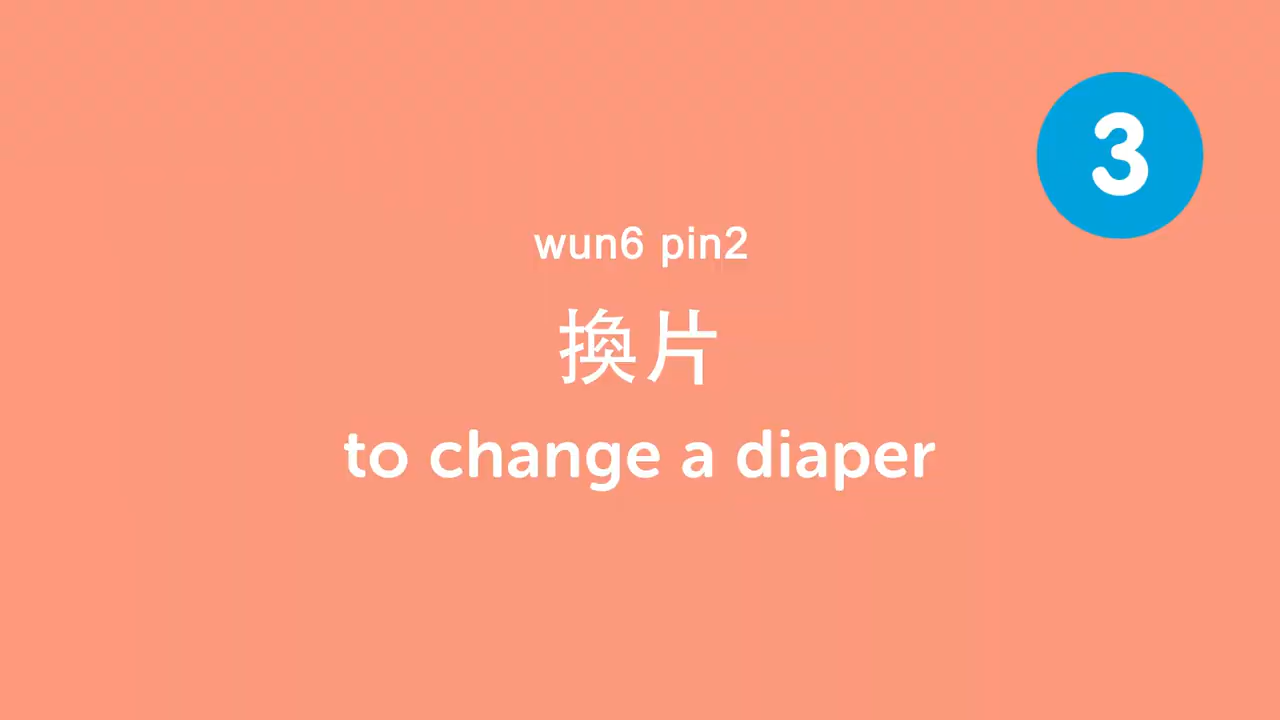 3
wun6 pin2
換片
to change a diaper